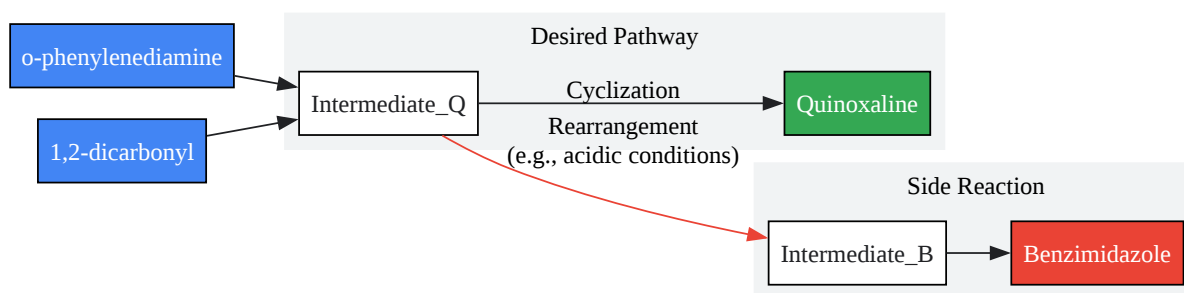 Desired Pathway
o-phenylenediamine
1,2-dicarbonyl
Intermediate_Q
Cyclization
Quinoxaline
Rearrangement
(e.g., acidic conditions)
Side Reaction
Intermediate_B
Benzimidazole